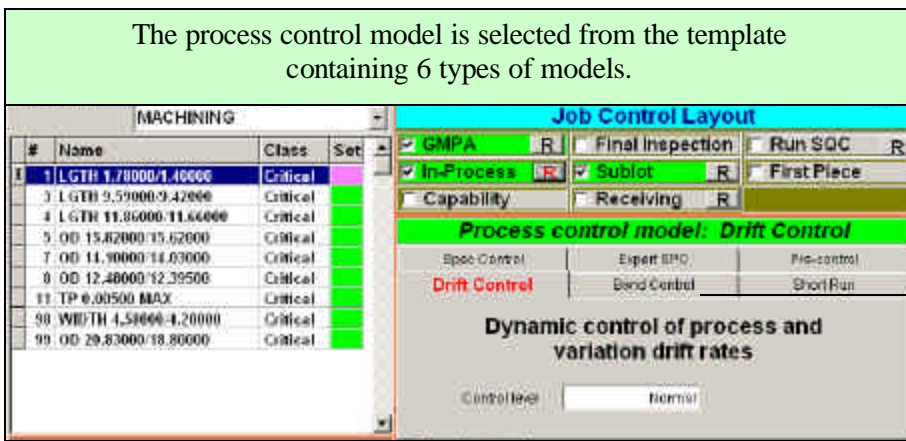 The process control model is selected from the template
containing 6 types of models.
MACHINING
# Name Class Set
1 LGTH 1.78000/1.40000 Critical
3 LGTH 9.59000/9.42000 Critical
4 LGTH 11.86000/11.66000 Critical
5 OD 15.82000/15.62000 Critical
7 OD 14.10000/14.03000 Critical
8 OD 12.48000/12.39500 Critical
11 TP 0.00500 MAX Critical
98 WIDTH 4.58000/4.20000 Critical
99 OD 20.83000/18.80000 Critical
Job Control Layout
GMPA R Final Inspection Run SQC R
In-Process R Sublot R First Piece
Capability Receiving R
Process control model: Drift Control
Spec Control Expert SPC Pre-control
Drift Control Band Control Short Run
Dynamic control of process and
variation drift rates
Control level Normal